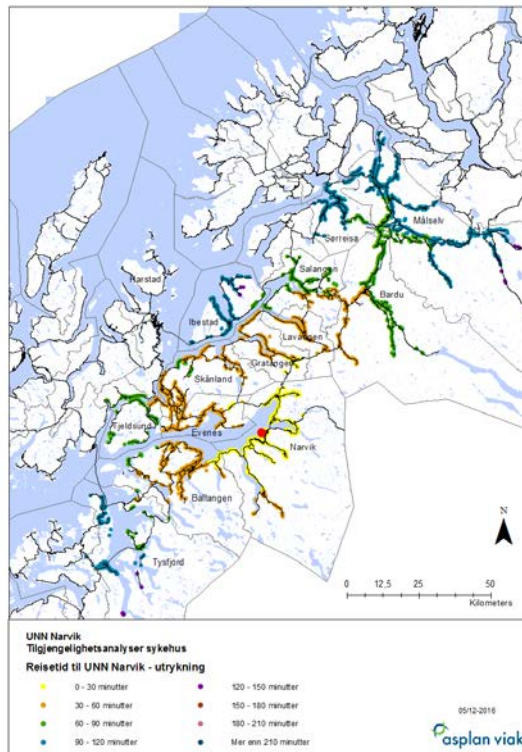 Målselv
Sørreisa
Salangen
Harstad
Bardu
Ibestad
Lavangen
Gratangen
Skånland
Tjeldsund
Evenes
Narvik
Ballangen
N
Tysfjord
0 12.5 25 50
Kilometers
UNN Narvik
Tilgjengelighetsanalyser sykehus
Reisetid til UNN Narvik - utrykning
0 - 30 minutter
30 - 60 minutter
60 - 90 minutter
90 - 120 minutter
120 - 150 minutter
150 - 180 minutter
180 - 210 minutter
Mer enn 210 minutter
05/12-2016
asplan viak